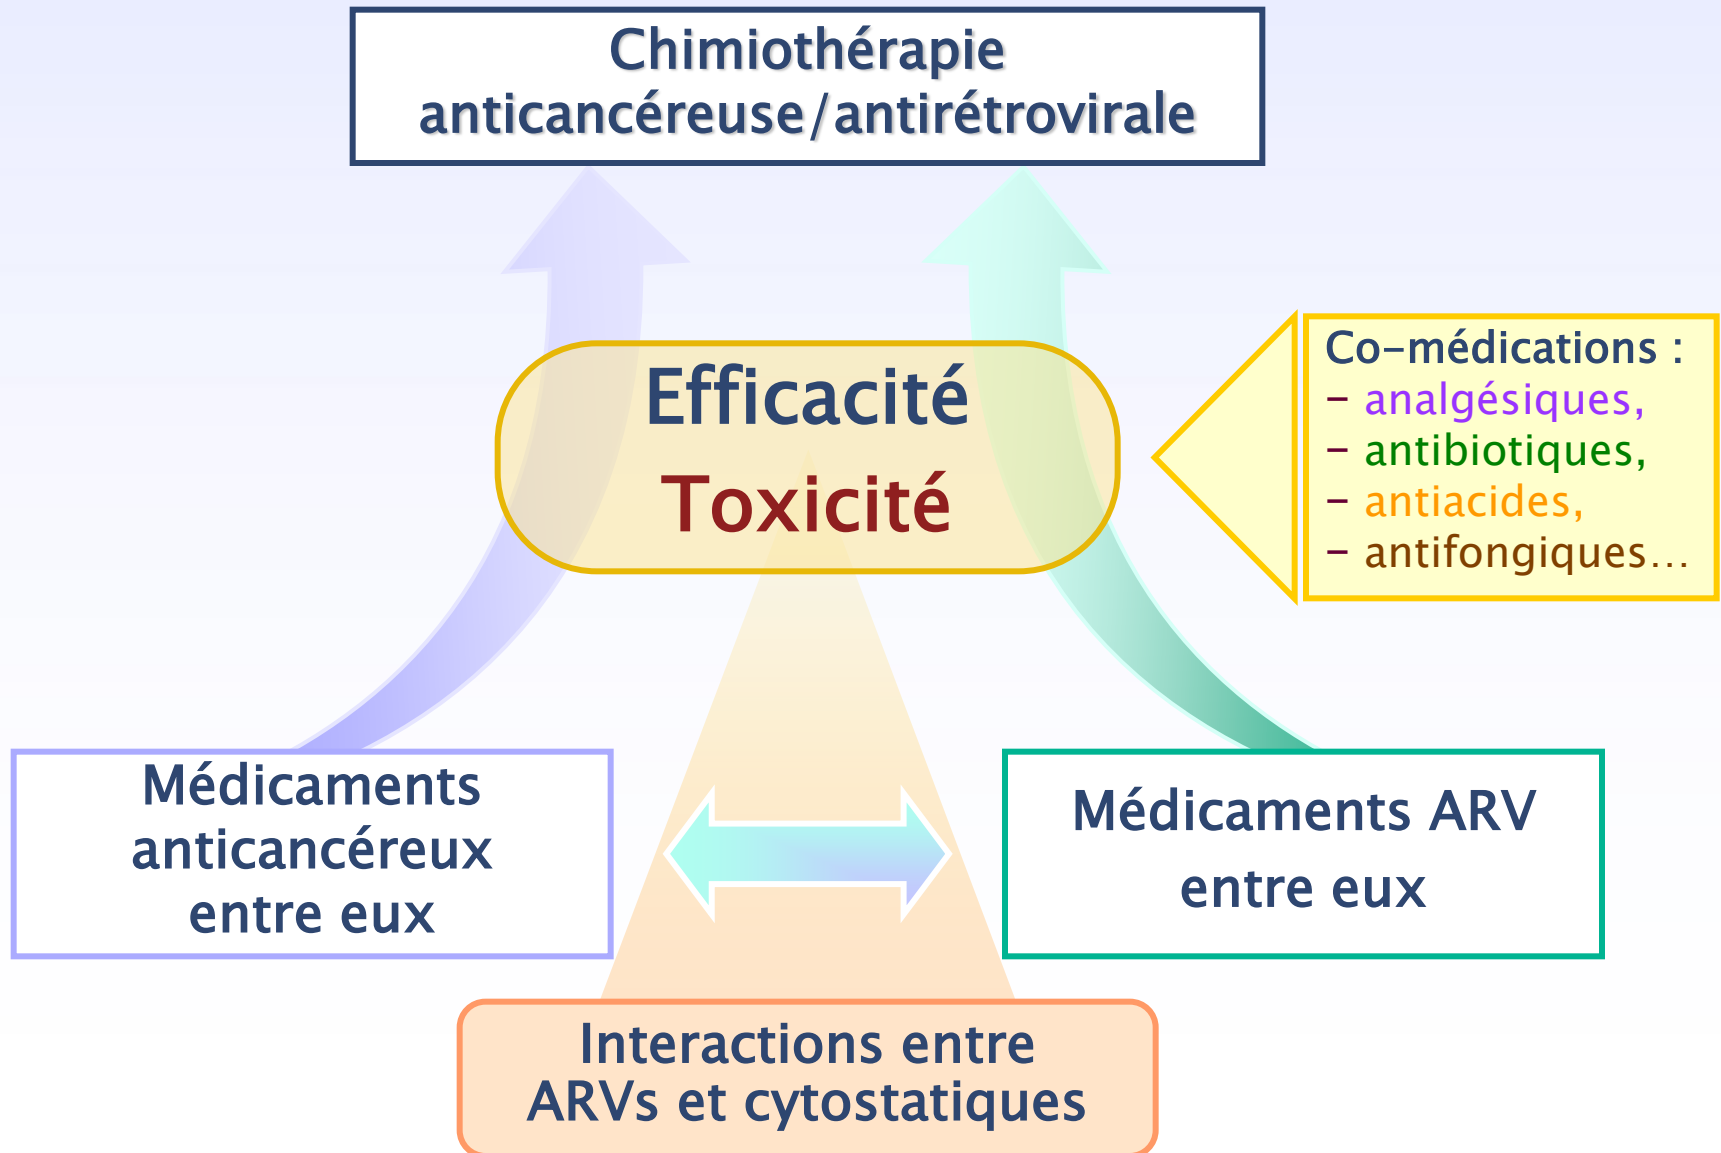 Chimiothérapie
anticancéreuse/antirétrovirale
Efficacité
Toxicité
Co-médications :
- analgésiques,
- antibiotiques,
- antiacides,
- antifongiques...
Médicaments
anticancéreux
entre eux
Médicaments ARV
entre eux
Interactions entre
ARVs et cytostatiques